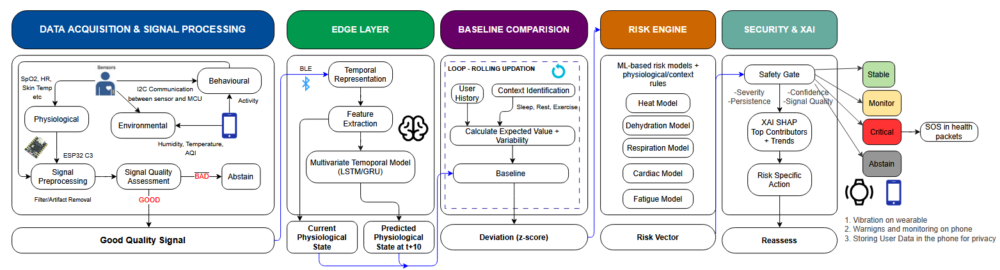 DATA ACQUISITION & SIGNAL PROCESSING
Sensors
SpO2, HR,
Skin Temp
etc
I2C Communication
between sensor and MCU
Behavioural
Activity
Physiological
Environmental
Humidity, Temperature,
AQI
ESP32 C3
Signal
Preprocessing
Filter/Artifact Removal
Signal Quality
Assessment
BAD
Abstain
GOOD
Good Quality Signal
EDGE LAYER
BLE
Temporal
Representation
Feature
Extraction
Multivariate Temoporal Model
(LSTM/GRU)
Current
Physiological
State
Predicted
Physiological
State at t+10
BASELINE COMPARISION
LOOP - ROLLING UPDATION
User
History
Context Identification
Sleep, Rest, Exercise
Calculate Expected Value +
Variability
Baseline
Deviation (z-score)
RISK ENGINE
ML-based risk models +
physiological/context
rules
Heat Model
Dehydration Model
Respiration Model
Cardiac Model
Fatigue Model
Risk Vector
SECURITY & XAI
Safety Gate
-Severity
-Persistence
-Confidence
-Signal Quality
XAI SHAP
Top Contributors
+ Trends
Risk Specific
Action
Reassess
Stable
Monitor
Critical
Abstain
SOS in health
packets
1. Vibration on wearable
2. Warnigns and monitoring on phone
3. Storing User Data in the phone for privacy